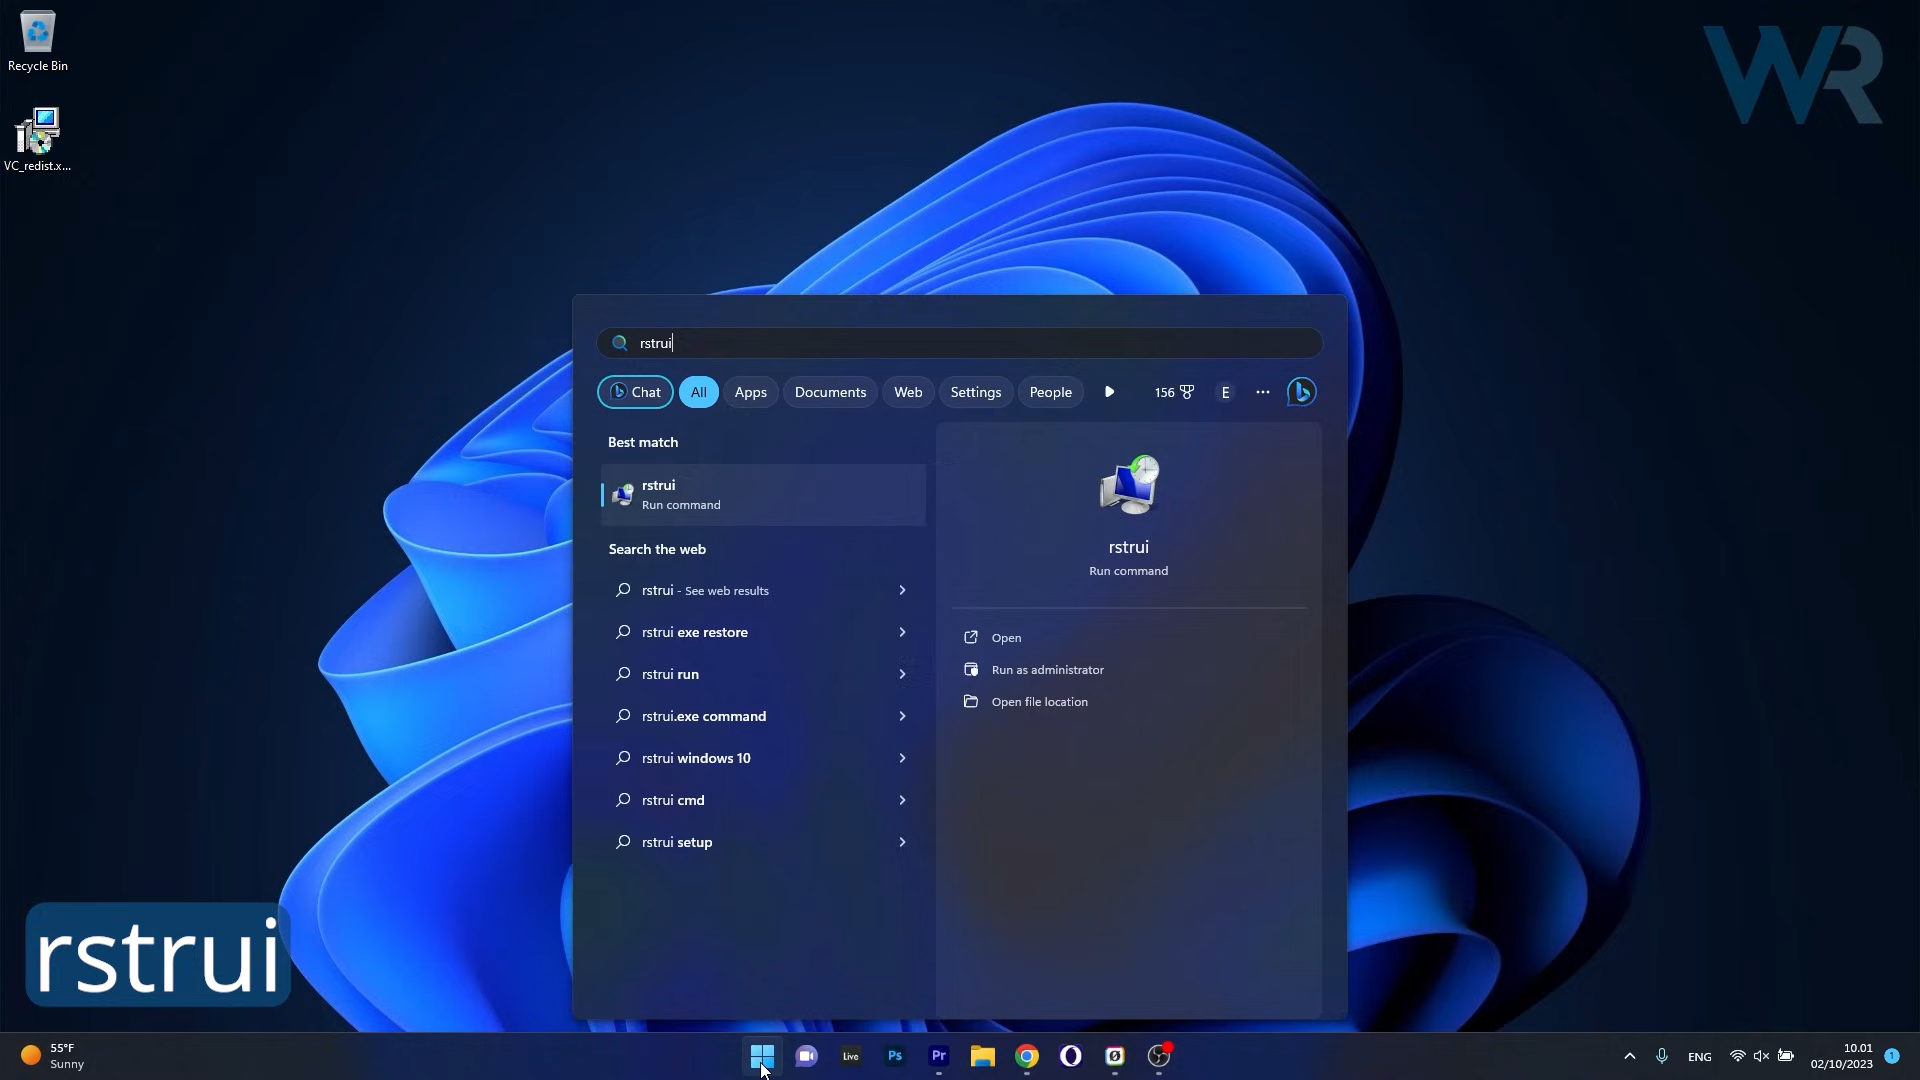 Recycle Bin
VC_redist.x...
WR
rstrui
Chat
All
Apps
Documents
Web
Settings
People
156
E
Best match
rstrui
Run command
Search the web
rstrui - See web results
rstrui exe restore
rstrui run
rstrui.exe command
rstrui windows 10
rstrui cmd
rstrui setup
rstrui
Run command
Open
Run as administrator
Open file location
rstrui
55°F
Sunny
Live
Ps
Pr
ENG
10.01
02/10/2023
1